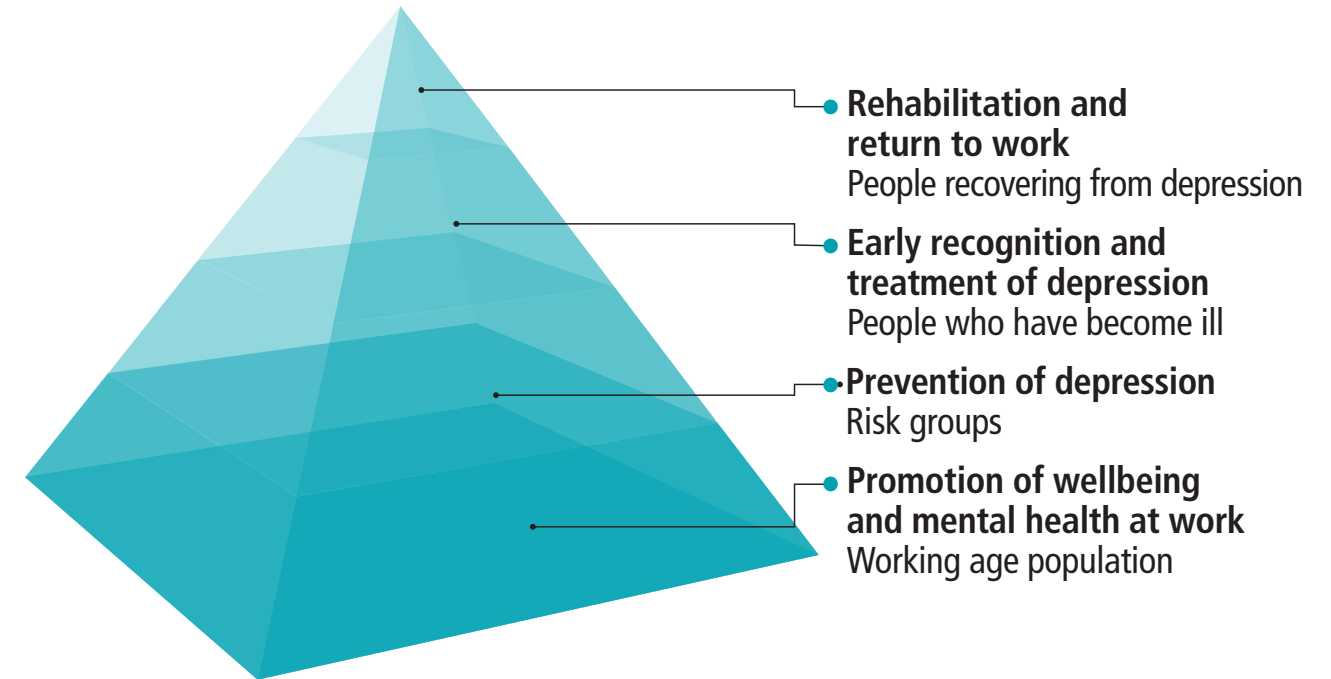 Rehabilitation and
return to work
People recovering from depression
Early recognition and
treatment of depression
People who have become ill
Prevention of depression
Risk groups
Promotion of wellbeing
and mental health at work
Working age population